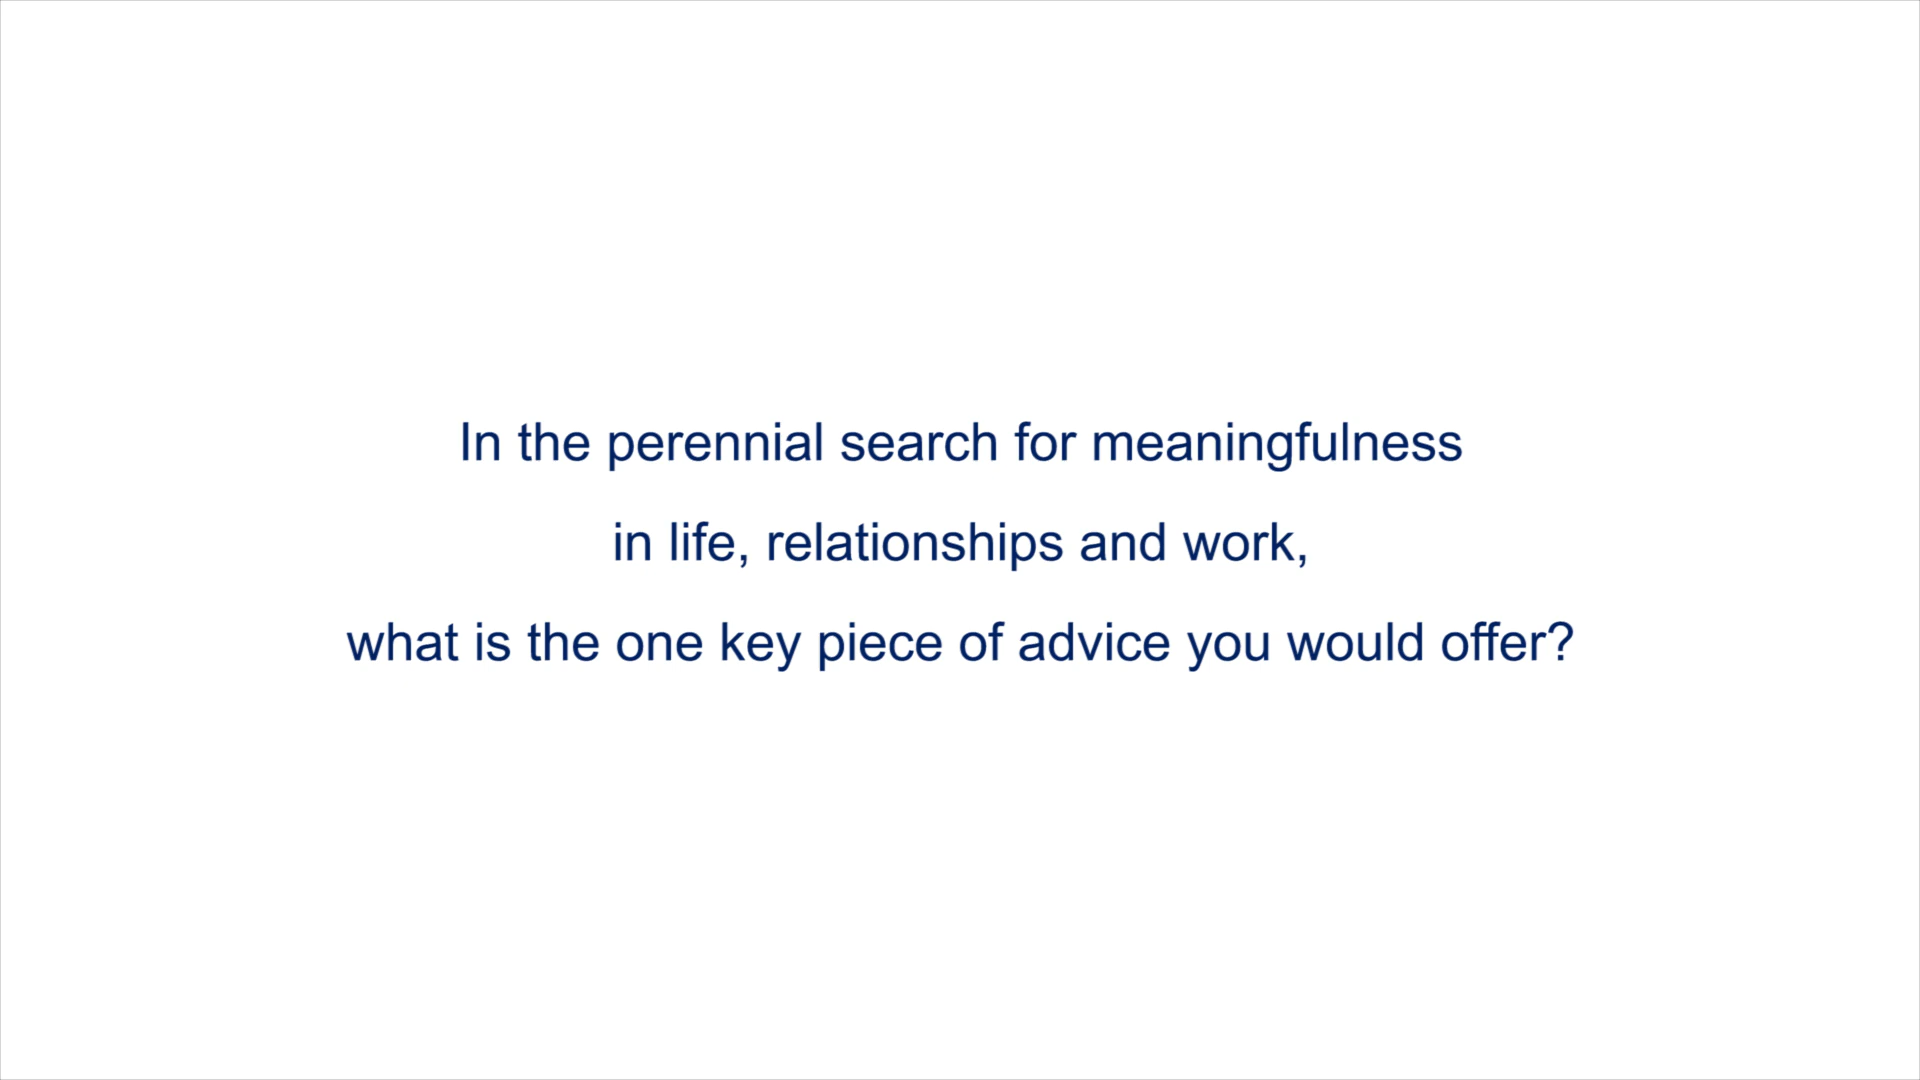 In the perennial search for meaningfulness
in life, relationships and work,
what is the one key piece of advice you would offer?